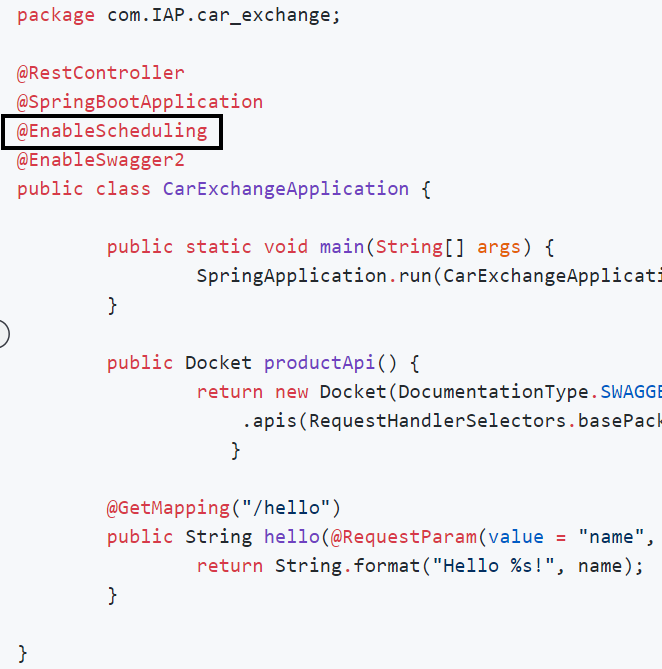 package com.IAP.car_exchange;
@RestController
@SpringBootApplication
@EnableScheduling
@EnableSwagger2
public class CarExchangeApplication {
public static void main(String[] args) {
SpringApplication.run(CarExchangeApplicati
}
public Docket productApi() {
return new Docket(DocumentationType.SWAGGE
.apis(RequestHandlerSelectors.basePack
}
@GetMapping("/hello")
public String hello(@RequestParam(value = "name",
return String.format("Hello %s!", name);
}
}